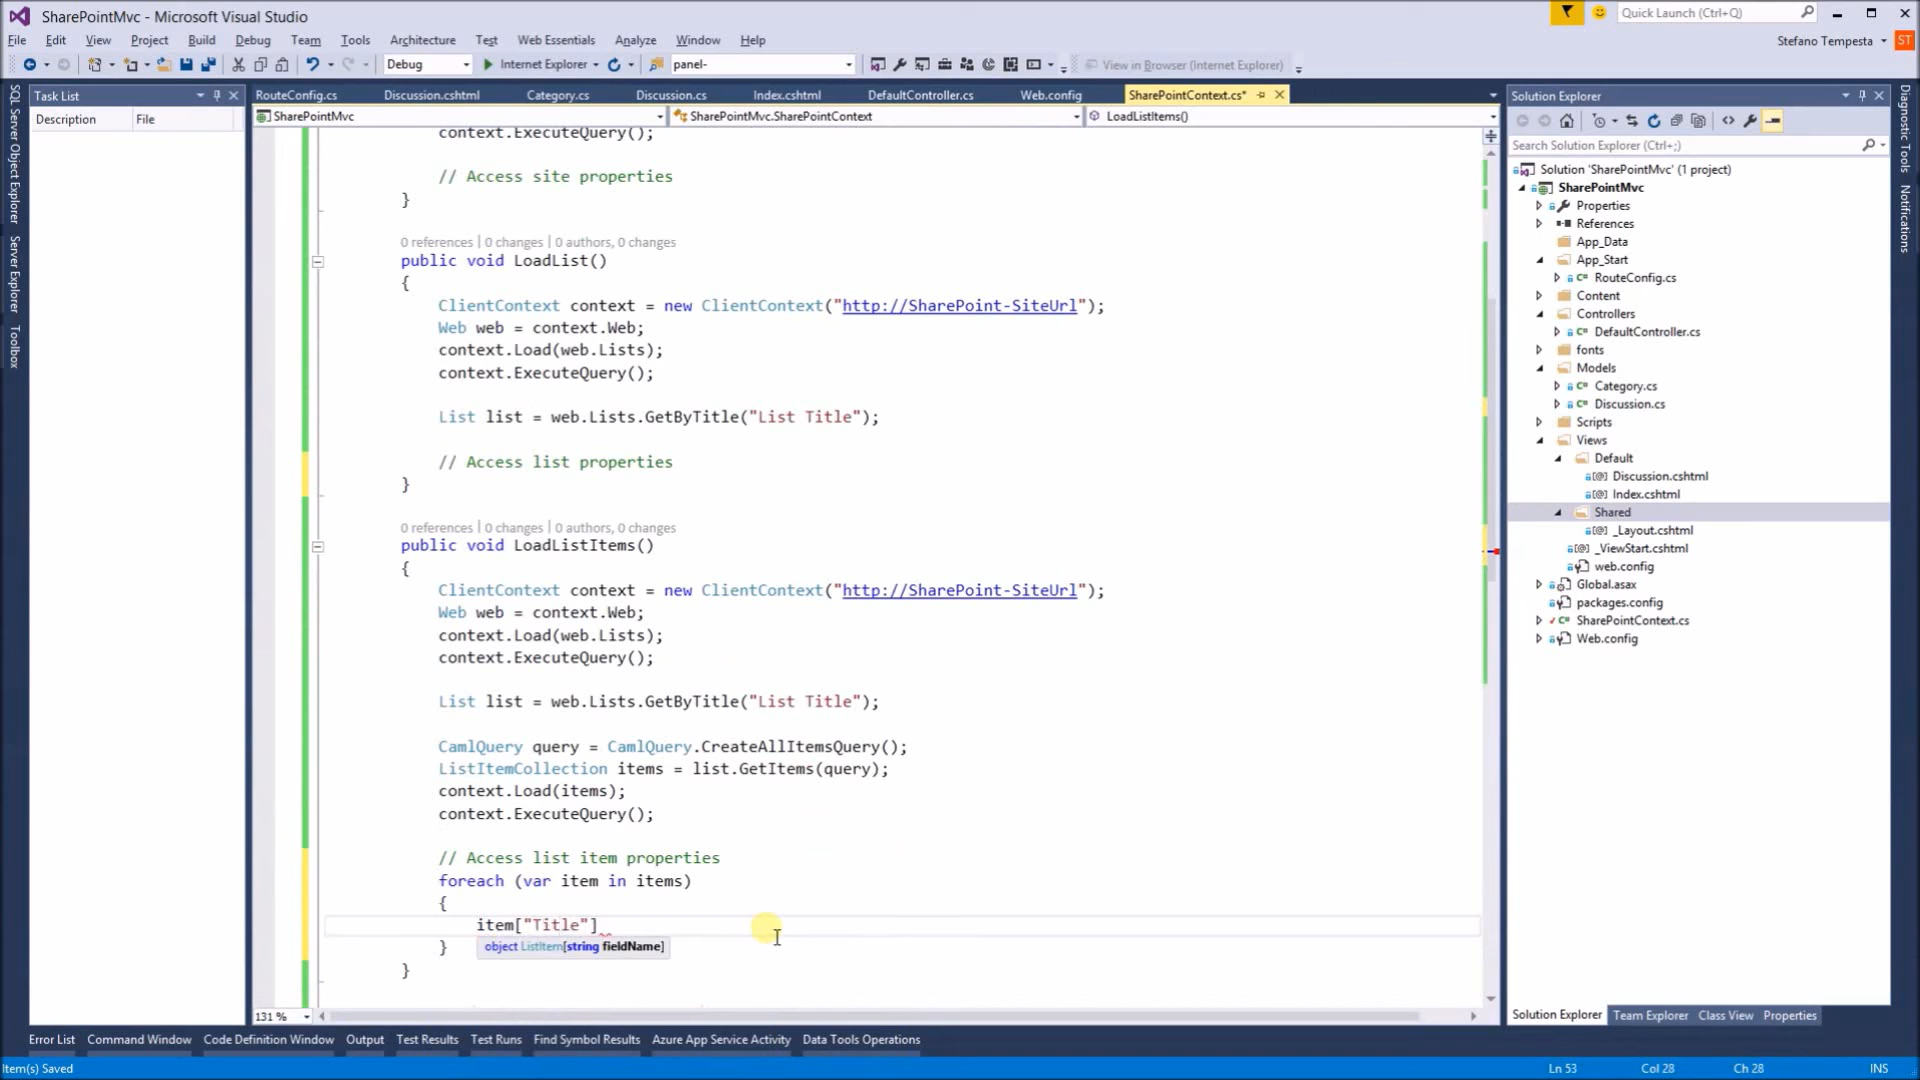 SharePointMvc - Microsoft Visual Studio
Quick Launch (Ctrl+Q)
File Edit View Project Build Debug Team Tools Architecture Test Web Essentials Analyze Window Help
Stefano Tempesta ST
Debug Internet Explorer panel- View in Browser (Internet Explorer)
SQL Server Object Explorer
Server Explorer
Toolbox
Task List
Description File
RouteConfig.cs Discussion.cshtml Category.cs Discussion.cs Index.cshtml DefaultController.cs Web.config SharePointContext.cs*
SharePointMvc SharePointMvc.SharePointContext LoadListItems()
context.ExecuteQuery();
// Access site properties
}
0 references | 0 changes | 0 authors, 0 changes
public void LoadList()
{
ClientContext context = new ClientContext("http://SharePoint-SiteUrl");
Web web = context.Web;
context.Load(web.Lists);
context.ExecuteQuery();
List list = web.Lists.GetByTitle("List Title");
// Access list properties
}
0 references | 0 changes | 0 authors, 0 changes
public void LoadListItems()
{
ClientContext context = new ClientContext("http://SharePoint-SiteUrl");
Web web = context.Web;
context.Load(web.Lists);
context.ExecuteQuery();
List list = web.Lists.GetByTitle("List Title");
CamlQuery query = CamlQuery.CreateAllItemsQuery();
ListItemCollection items = list.GetItems(query);
context.Load(items);
context.ExecuteQuery();
// Access list item properties
foreach (var item in items)
{
item["Title"]
} object ListItem[string fieldName]
}
131 %
Solution Explorer
Search Solution Explorer (Ctrl+;)
Solution 'SharePointMvc' (1 project)
SharePointMvc
Properties
References
App_Data
App_Start
RouteConfig.cs
Content
Controllers
DefaultController.cs
fonts
Models
Category.cs
Discussion.cs
Scripts
Views
Default
Discussion.cshtml
Index.cshtml
Shared
_Layout.cshtml
_ViewStart.cshtml
web.config
Global.asax
packages.config
SharePointContext.cs
Web.config
Solution Explorer Team Explorer Class View Properties
Diagnostic Tools
Notifications
Error List Command Window Code Definition Window Output Test Results Test Runs Find Symbol Results Azure App Service Activity Data Tools Operations
Item(s) Saved Ln 53 Col 28 Ch 28 INS